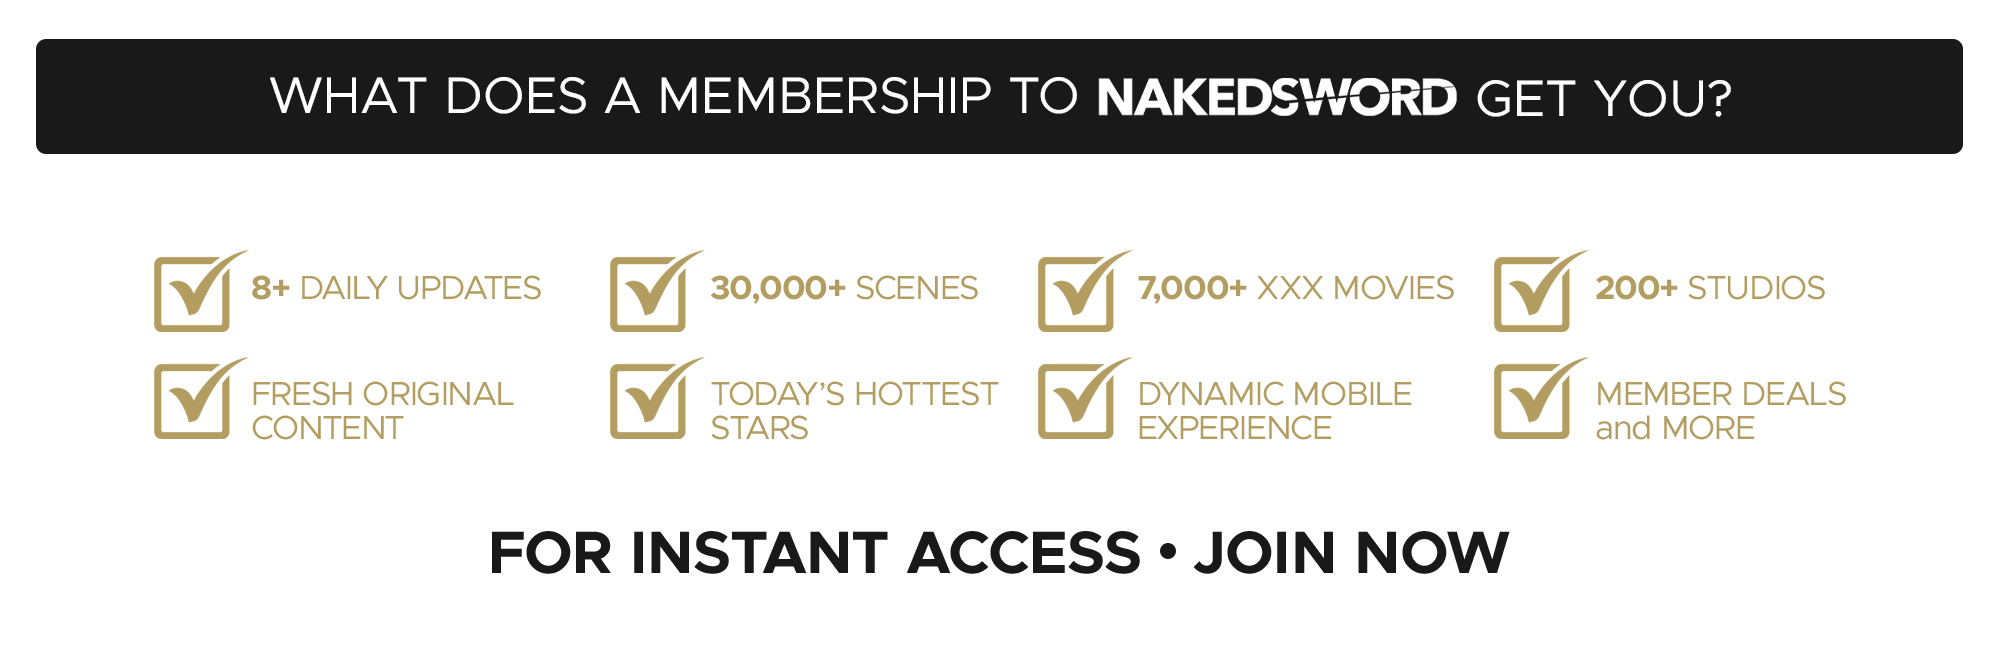 WHAT DOES A MEMBERSHIP TO NAKEDSWORD GET YOU?
8+ DAILY UPDATES
30,000+ SCENES
7,000+ XXX MOVIES
200+ STUDIOS
FRESH ORIGINAL
CONTENT
TODAY'S HOTTEST
STARS
DYNAMIC MOBILE
EXPERIENCE
MEMBER DEALS
and MORE
FOR INSTANT ACCESS • JOIN NOW